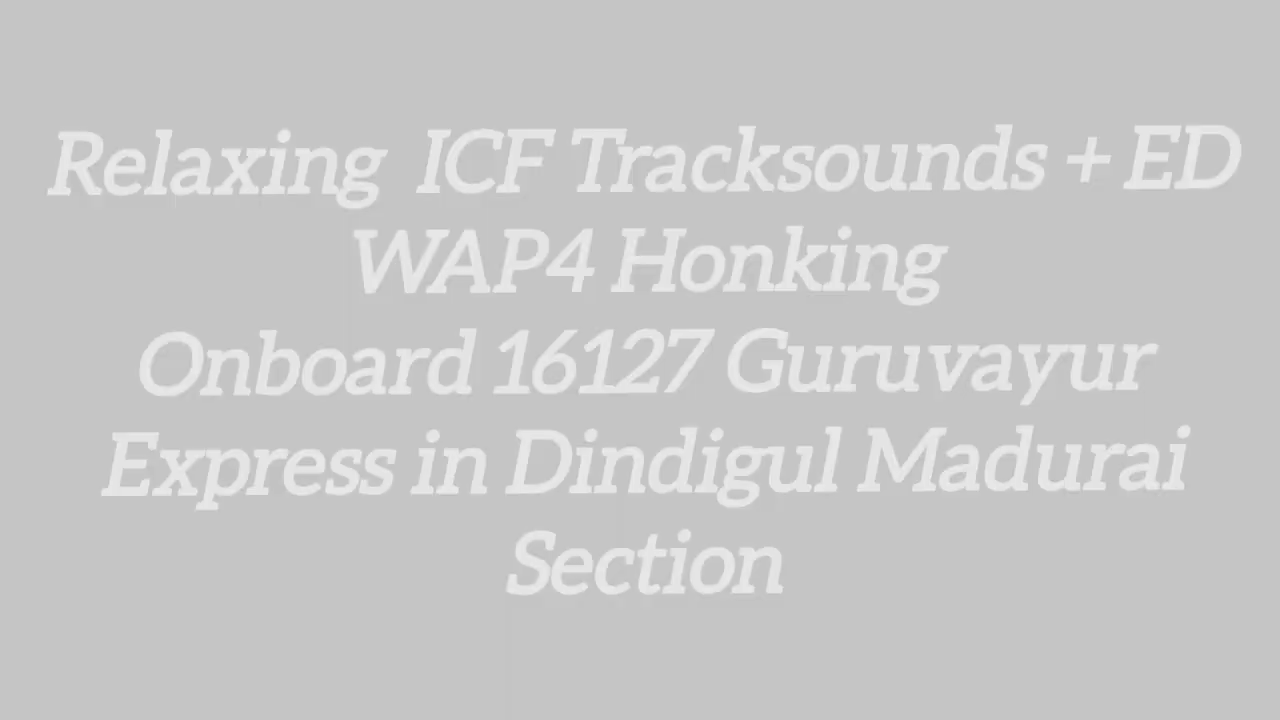 Relaxing  ICF Tracksounds + ED
WAP4 Honking
Onboard 16127 Guruvayur
Express in Dindigul Madurai
Section